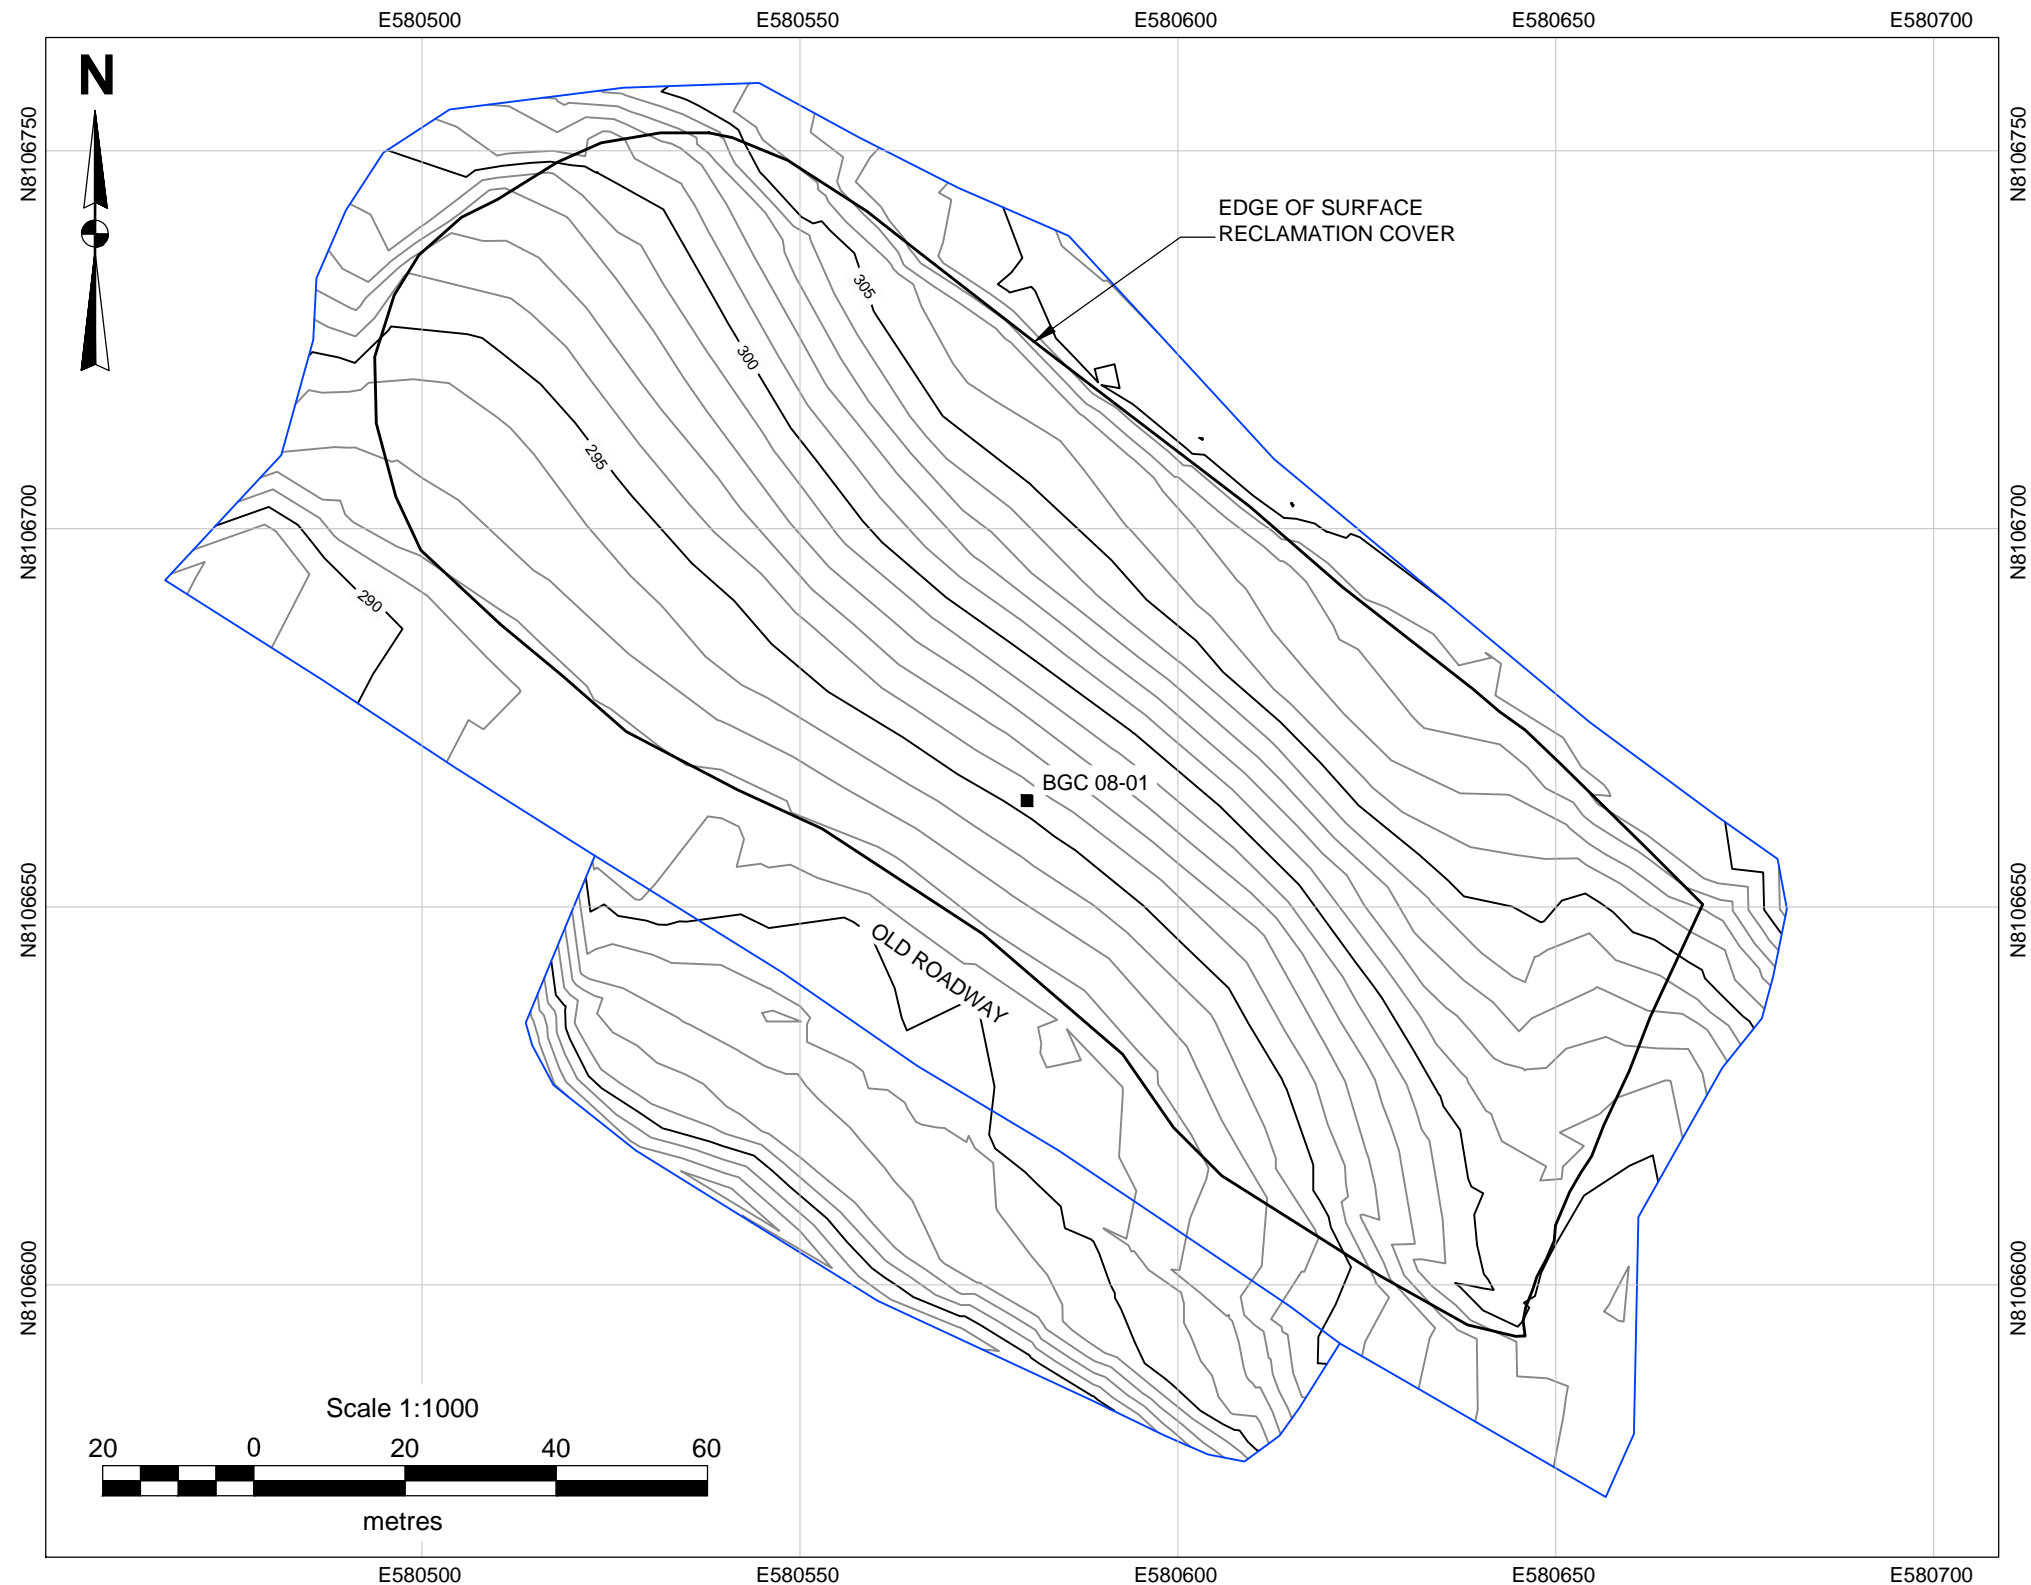 E580500 E580550 E580600 E580650 E580700
N
N8106750
N8106750
EDGE OF SURFACE
RECLAMATION COVER
305
300
295
N8106700
N8106700
290
BGC 08-01
N8106650
N8106650
OLD ROADWAY
N8106600
N8106600
Scale 1:1000
20 0 20 40 60
metres
E580500 E580550 E580600 E580650 E580700